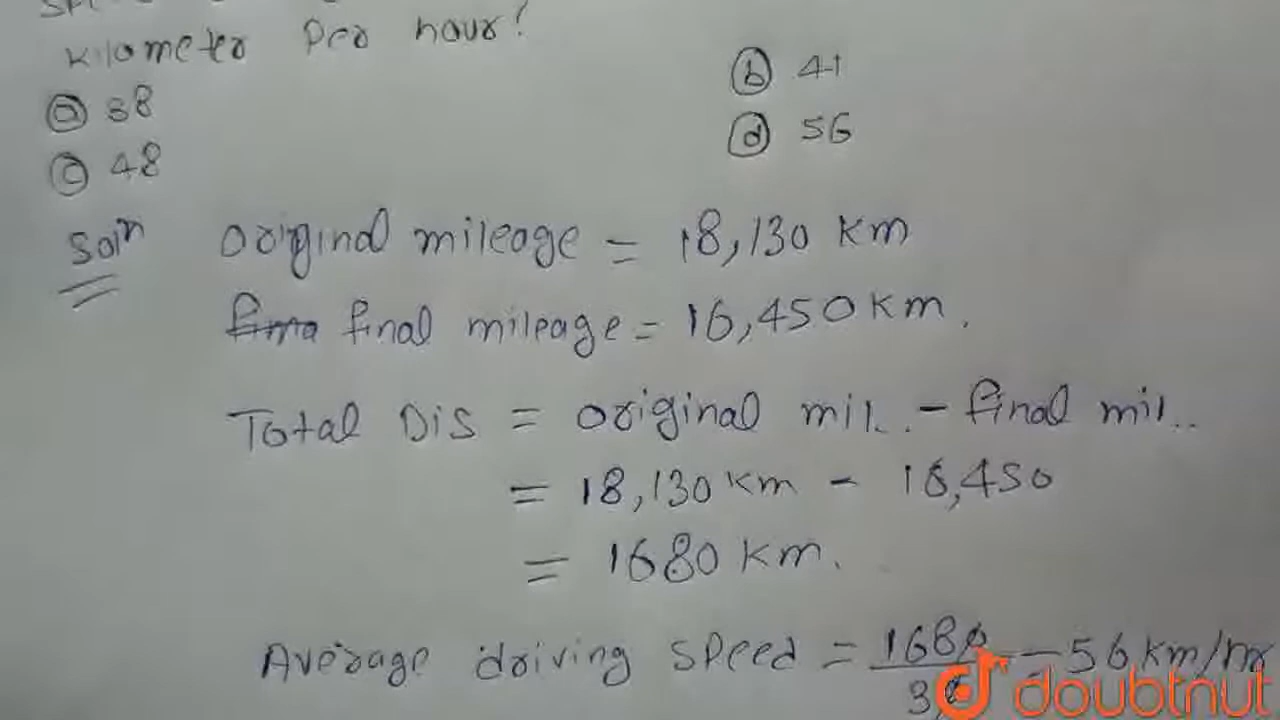 kilometer Per hour?
(a) 38
(b) 41
(c) 48
(d) 56
Soln original mileage = 18,130 km
final mileage = 16,450 km.
Total Dis = original mil.. - final mil..
= 18,130 km - 16,450
= 1680 km.
Average driving speed = 1680/30 = 56 km/hr
doubtnut